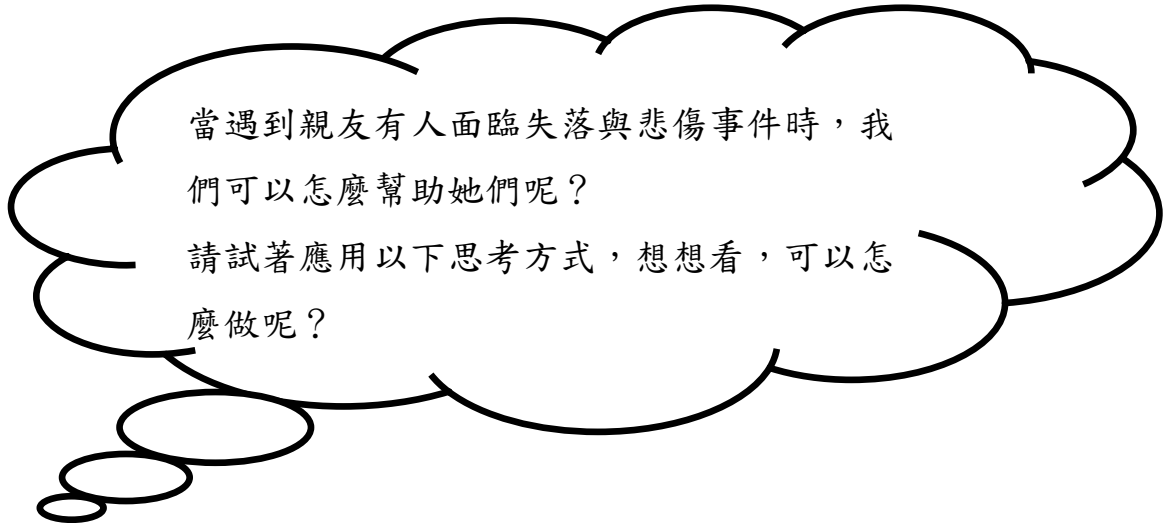 當遇到親友有人面臨失落與悲傷事件時，我
們可以怎麼幫助她們呢？
請試著應用以下思考方式，想想看，可以怎
麼做呢？